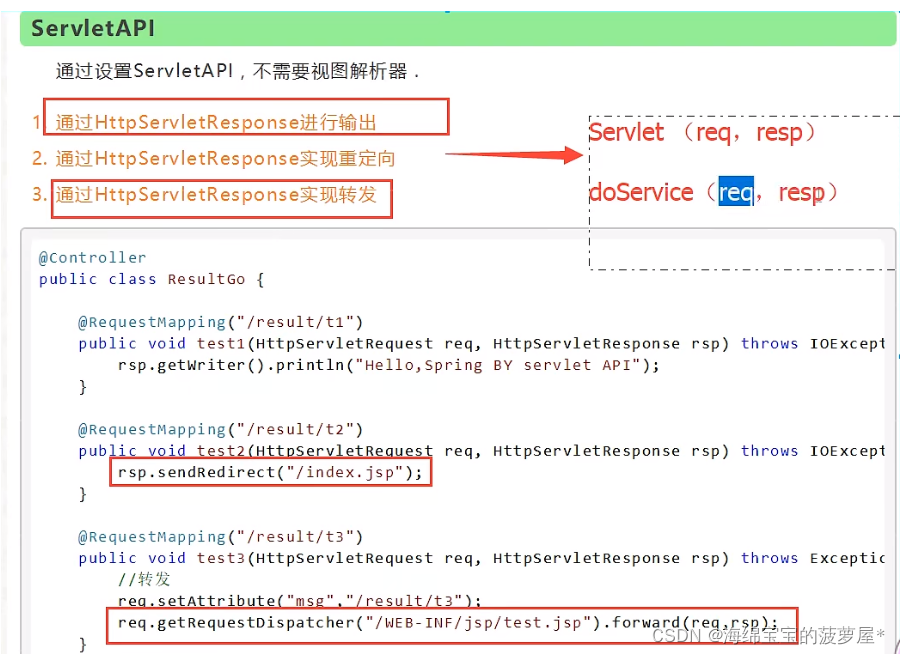 ServletAPI
通过设置ServletAPI，不需要视图解析器．
1. 通过HttpServletResponse进行输出
2. 通过HttpServletResponse实现重定向
3. 通过HttpServletResponse实现转发
Servlet （req，resp）
doService（req，resp）
@Controller
public class ResultGo {
@RequestMapping("/result/t1")
public void test1(HttpServletRequest req, HttpServletResponse rsp) throws IOExcept
rsp.getWriter().println("Hello,Spring BY servlet API");
}
@RequestMapping("/result/t2")
public void test2(HttpServletRequest req, HttpServletResponse rsp) throws IOExcept
rsp.sendRedirect("/index.jsp");
}
@RequestMapping("/result/t3")
public void test3(HttpServletRequest req, HttpServletResponse rsp) throws Exceptio
//转发
req.setAttribute("msg","/result/t3");
req.getRequestDispatcher("/WEB-INF/jsp/test.jsp").forward(req,rsp);
}
CSDN @海绵宝宝的菠萝屋*